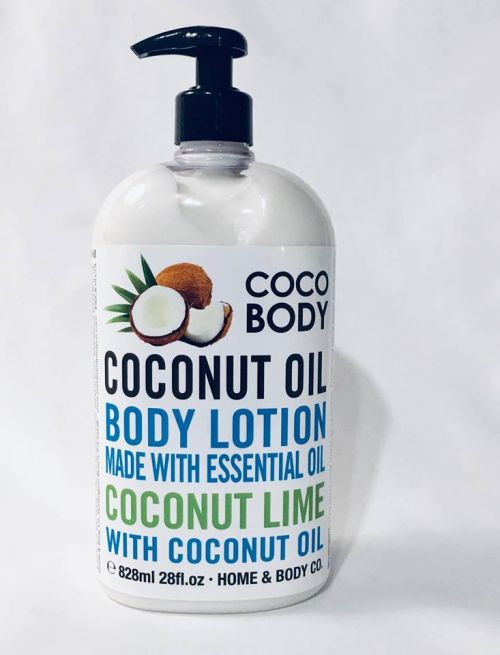 COCO
BODY
COCONUT OIL
BODY LOTION
MADE WITH ESSENTIAL OIL
COCONUT LIME
WITH COCONUT OIL
℮ 828ml 28fl.oz · HOME & BODY CO.